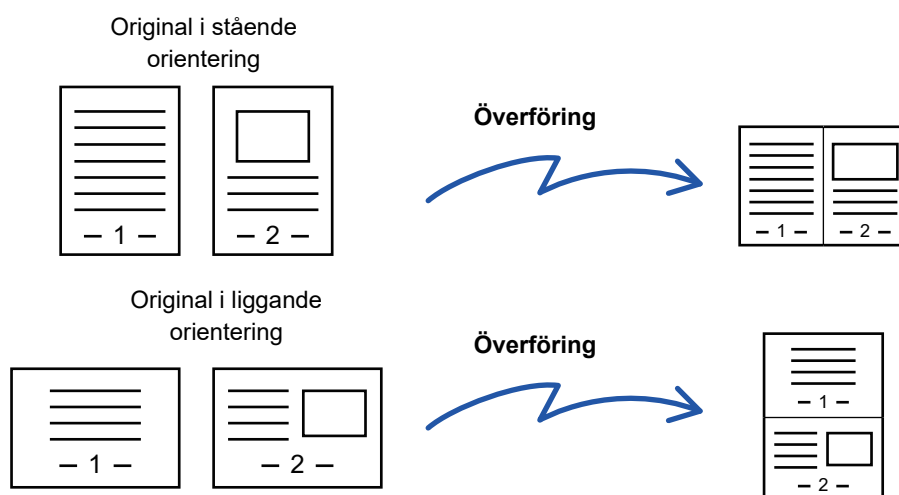 Original i stående
orientering
Överföring
– 1 –
– 2 –
– 1 –
– 2 –
Original i liggande
orientering
Överföring
– 1 –
– 2 –
– 1 –
– 2 –